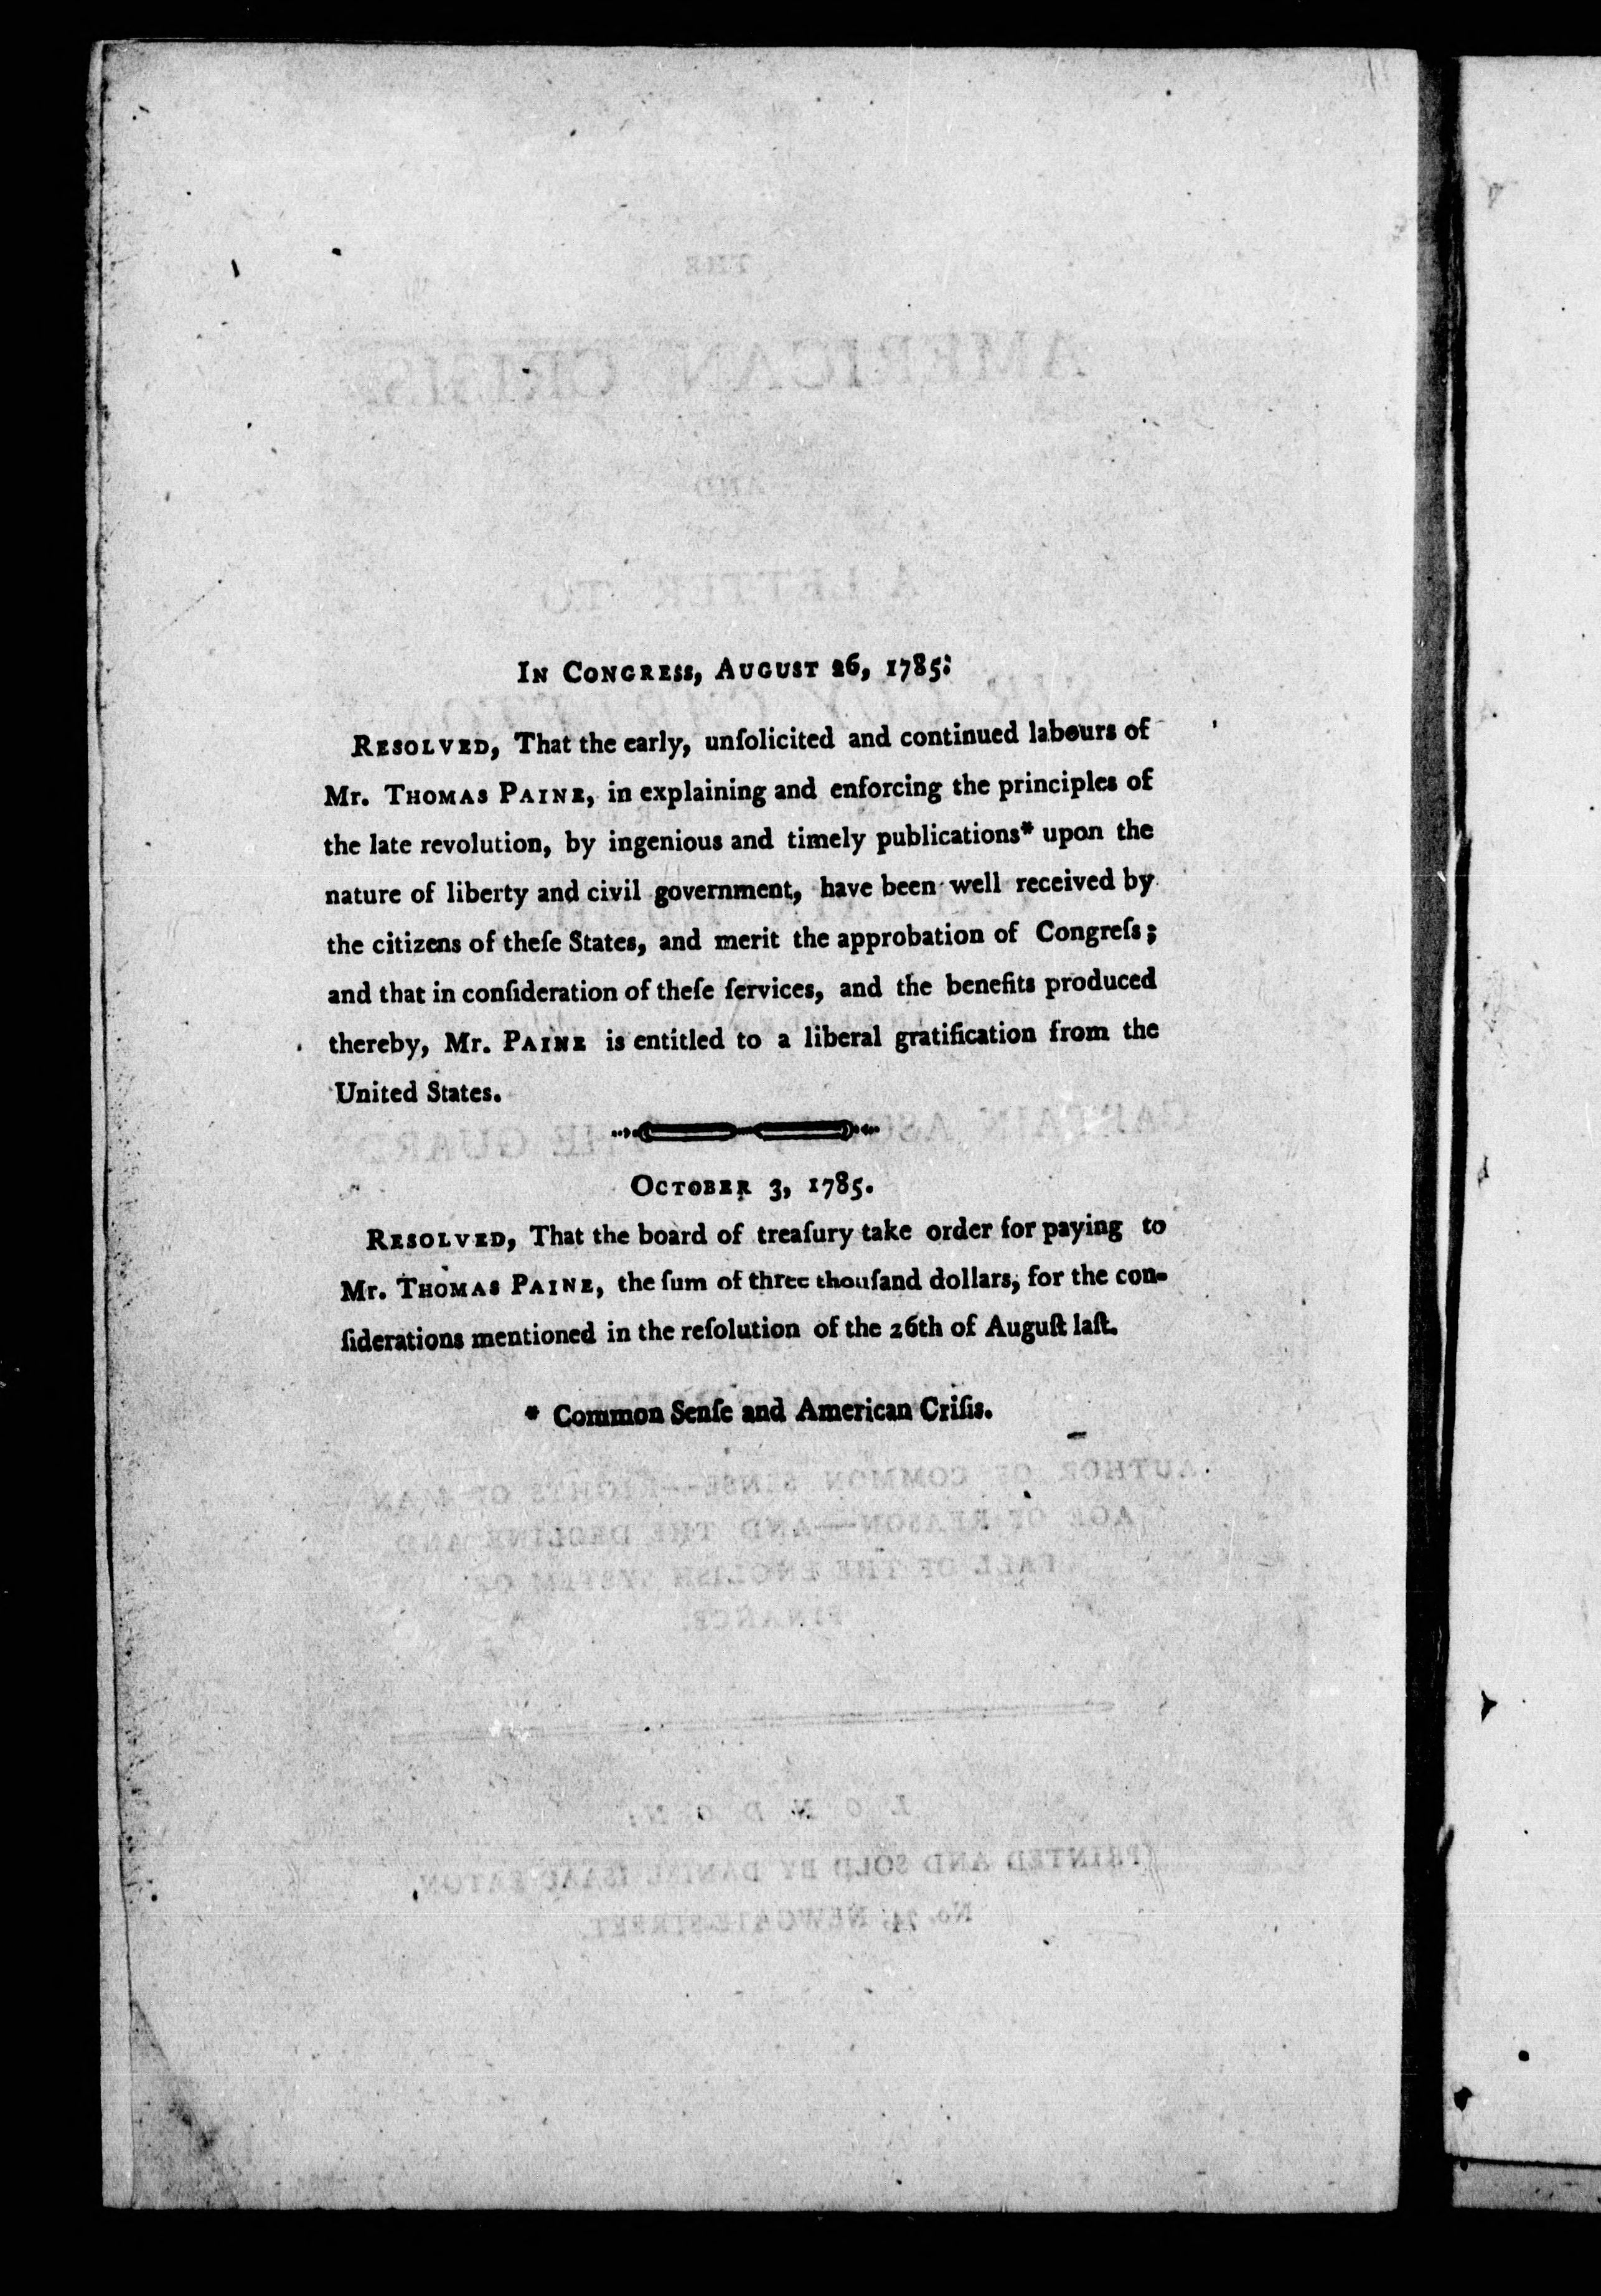 IN CONGRESS, AUGUST 26, 1785:
RESOLVED, That the early, unſolicited and continued labours of
Mr. THOMAS PAINE, in explaining and enforcing the principles of
the late revolution, by ingenious and timely publications* upon the
nature of liberty and civil government, have been well received by
the citizens of theſe States, and merit the approbation of Congreſs;
and that in conſideration of theſe ſervices, and the benefits produced
thereby, Mr. PAINE is entitled to a liberal gratification from the
United States.
OCTOBER 3, 1785.
RESOLVED, That the board of treaſury take order for paying to
Mr. THOMAS PAINE, the ſum of three thouſand dollars, for the con-
ſiderations mentioned in the reſolution of the 26th of Auguſt laſt.
* Common Senſe and American Criſis.